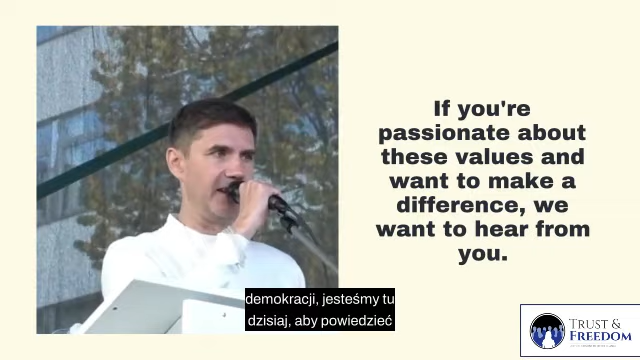 If you're
passionate about
these values and
want to make a
difference, we
want to hear from
you.
demokracji, jesteśmy tu
dzisiaj, aby powiedzieć
TRUST &
FREEDOM